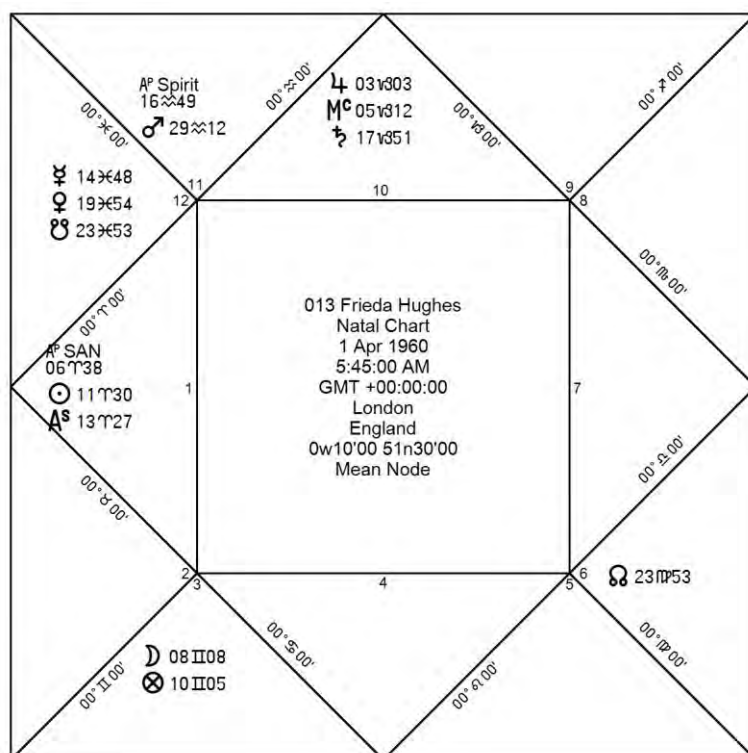 Aᴾ Spirit
16♒49
♂ 29♒12
00°♒00'
♃ 03♑03
Mᶜ 05♑12
♄ 17♑51
00°♑00'
00°♐00'
00°♓00'
☿ 14♓48
♀ 19♓54
☋ 23♓53
11
12
10
9
8
00°♏00'
00°♈00'
Aᴾ SAN
06♈38
☉ 11♈30
Aˢ 13♈27
1
013 Frieda Hughes
Natal Chart
1 Apr 1960
5:45:00 AM
GMT +00:00:00
London
England
0w10'00 51n30'00
Mean Node
7
00°♎00'
00°♉00'
2
3
4
5
6
☊ 23♍53
☽ 08♊08
⊗ 10♊05
00°♊00'
00°♋00'
00°♌00'
00°♍00'